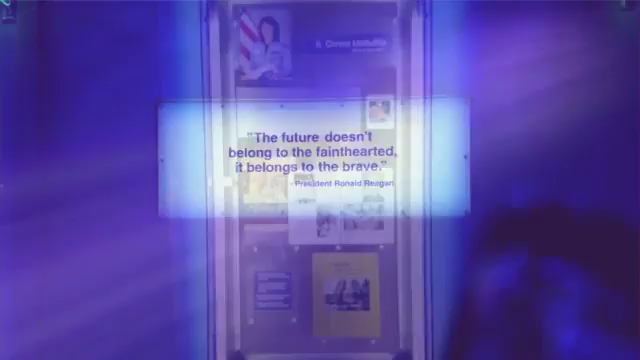 "The future doesn't
belong to the fainthearted,
it belongs to the brave."
- President Ronald Reagan